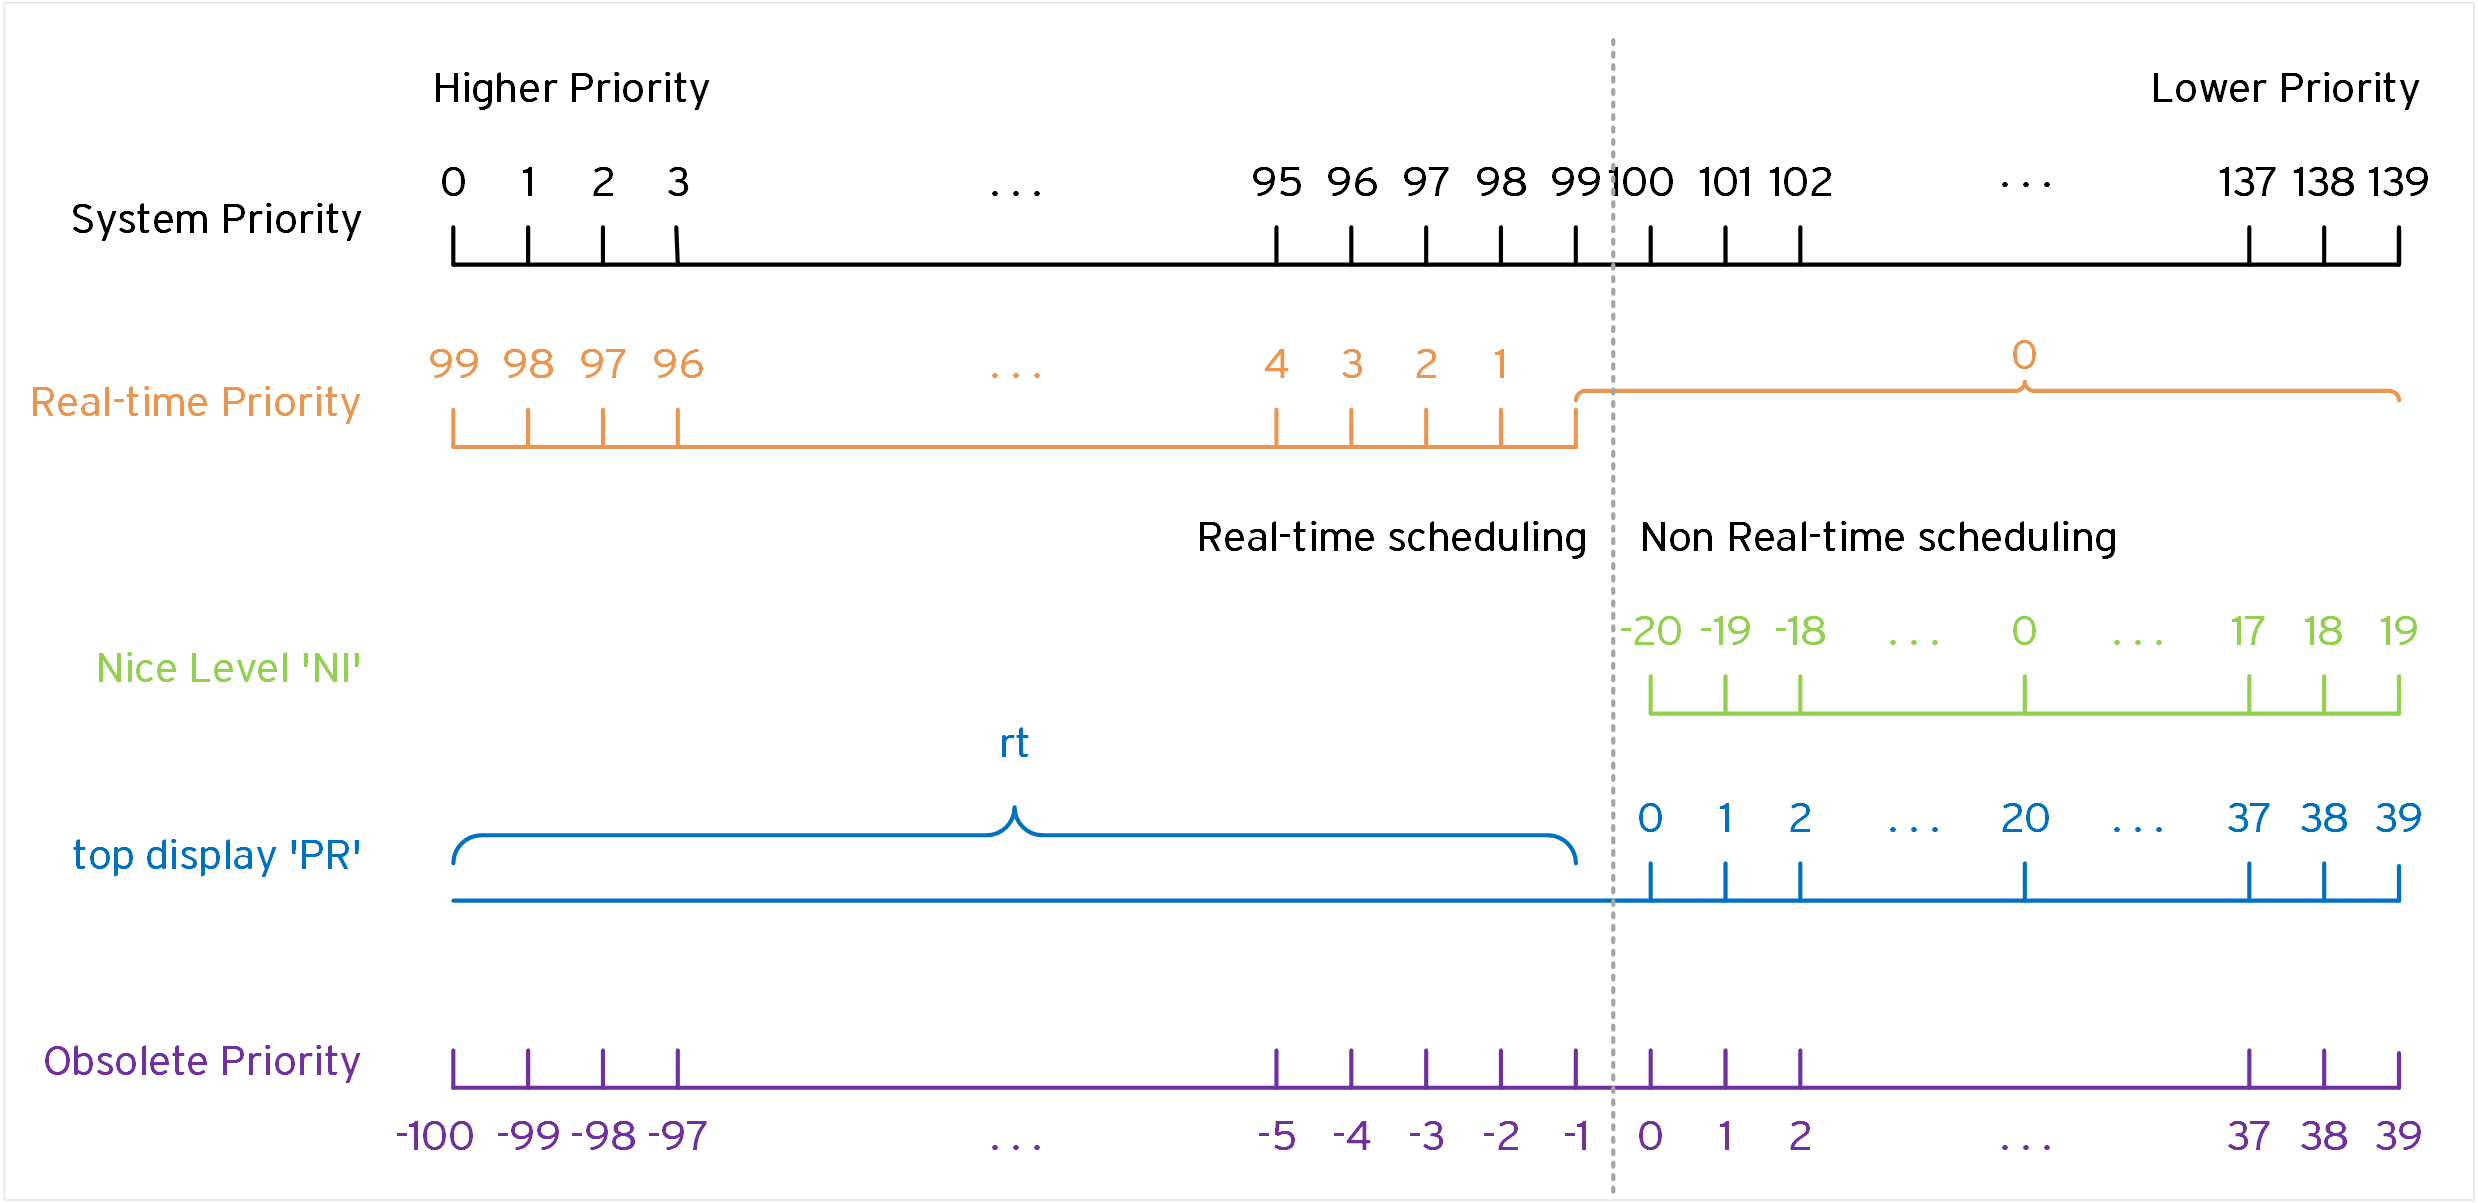 Higher Priority Lower Priority
0 1 2 3 ... 95 96 97 98 99 100 101 102 ... 137 138 139
System Priority
99 98 97 96 ... 4 3 2 1 0
Real-time Priority
Real-time scheduling Non Real-time scheduling
-20 -19 -18 ... 0 ... 17 18 19
Nice Level 'NI'
rt
0 1 2 ... 20 ... 37 38 39
top display 'PR'
Obsolete Priority
-100 -99 -98 -97 ... -5 -4 -3 -2 -1 0 1 2 ... 37 38 39